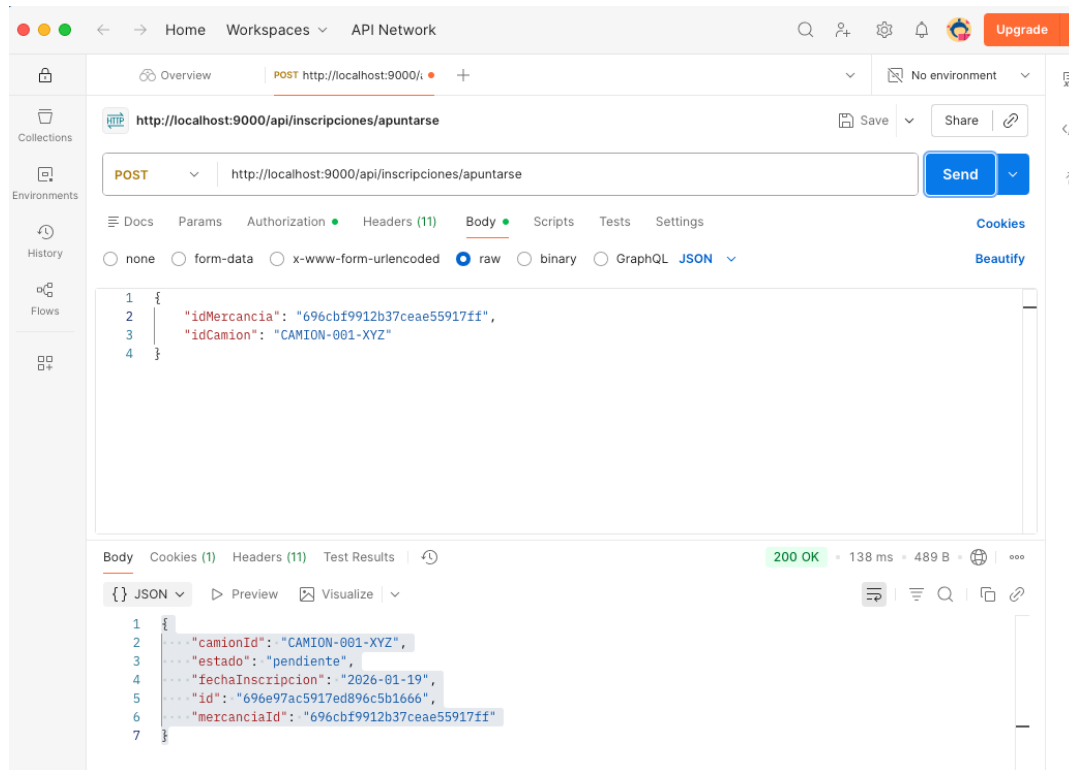 Home Workspaces API Network Upgrade
Overview POST http://localhost:9000/ No environment
Collections
Environments
History
Flows
HTTP http://localhost:9000/api/inscripciones/apuntarse Save Share
POST http://localhost:9000/api/inscripciones/apuntarse Send
Docs Params Authorization Headers (11) Body Scripts Tests Settings Cookies
none form-data x-www-form-urlencoded raw binary GraphQL JSON Beautify
1 {
2 "idMercancia": "696cbf9912b37ceae55917ff",
3 "idCamion": "CAMION-001-XYZ"
4 }
Body Cookies (1) Headers (11) Test Results 200 OK • 138 ms • 489 B
{} JSON Preview Visualize
1 {
2 "camionId": "CAMION-001-XYZ",
3 "estado": "pendiente",
4 "fechaInscripcion": "2026-01-19",
5 "id": "696e97ac5917ed896c5b1666",
6 "mercanciaId": "696cbf9912b37ceae55917ff"
7 }